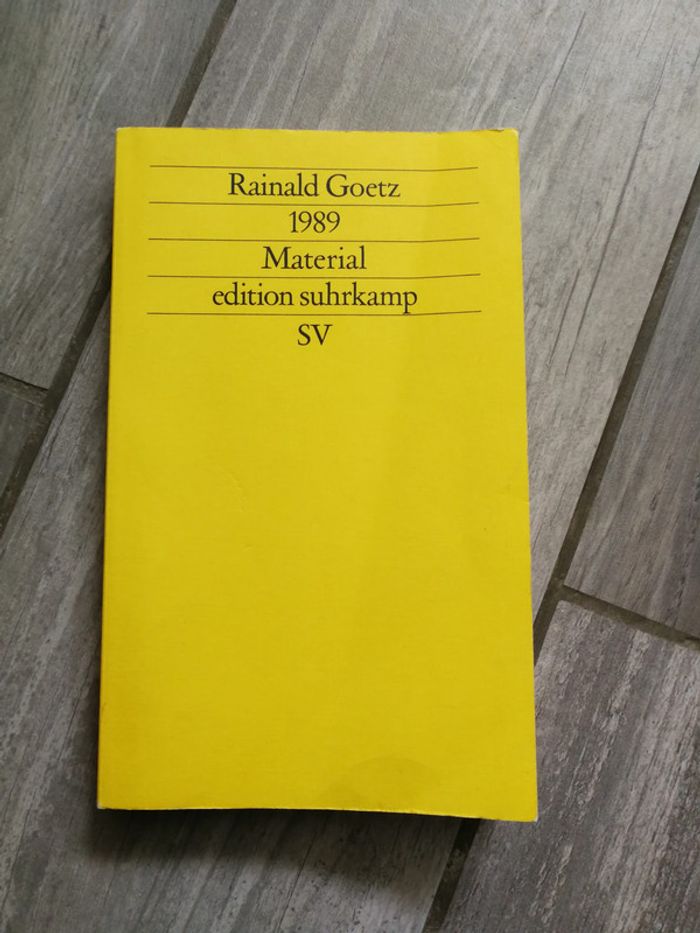 Rainald Goetz
1989
Material
edition suhrkamp
SV